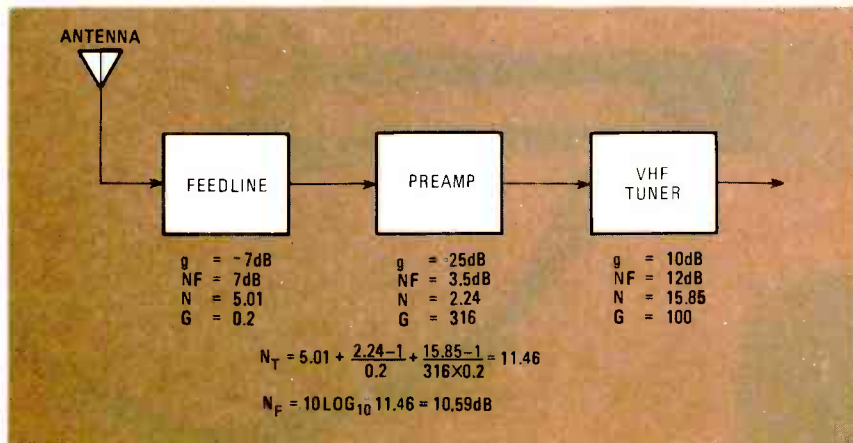 ANTENNA
FEEDLINE
PREAMP
VHF
TUNER
g = -7dB
NF = 7dB
N = 5.01
G = 0.2
g = -25dB
NF = 3.5dB
N = 2.24
G = 316
g = 10dB
NF = 12dB
N = 15.85
G = 100
N_T = 5.01 + (2.24-1)/0.2 + (15.85-1)/(316×0.2) = 11.46
N_F = 10LOG₁₀ 11.46 = 10.59dB